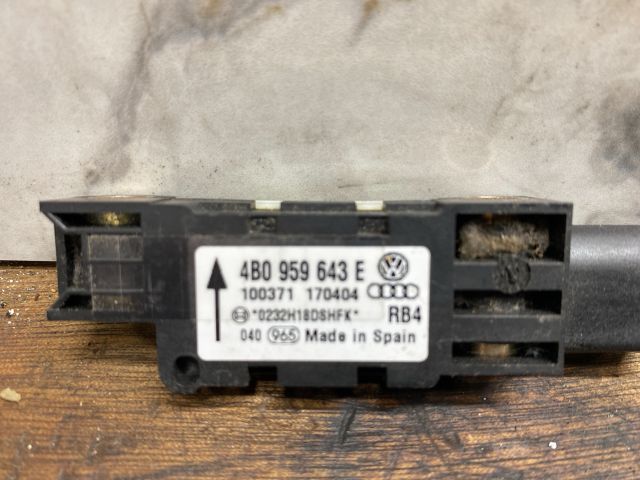 4B0 959 643 E
100371 170404
*0232H18DSHFK* RB4
040 965 Made in Spain